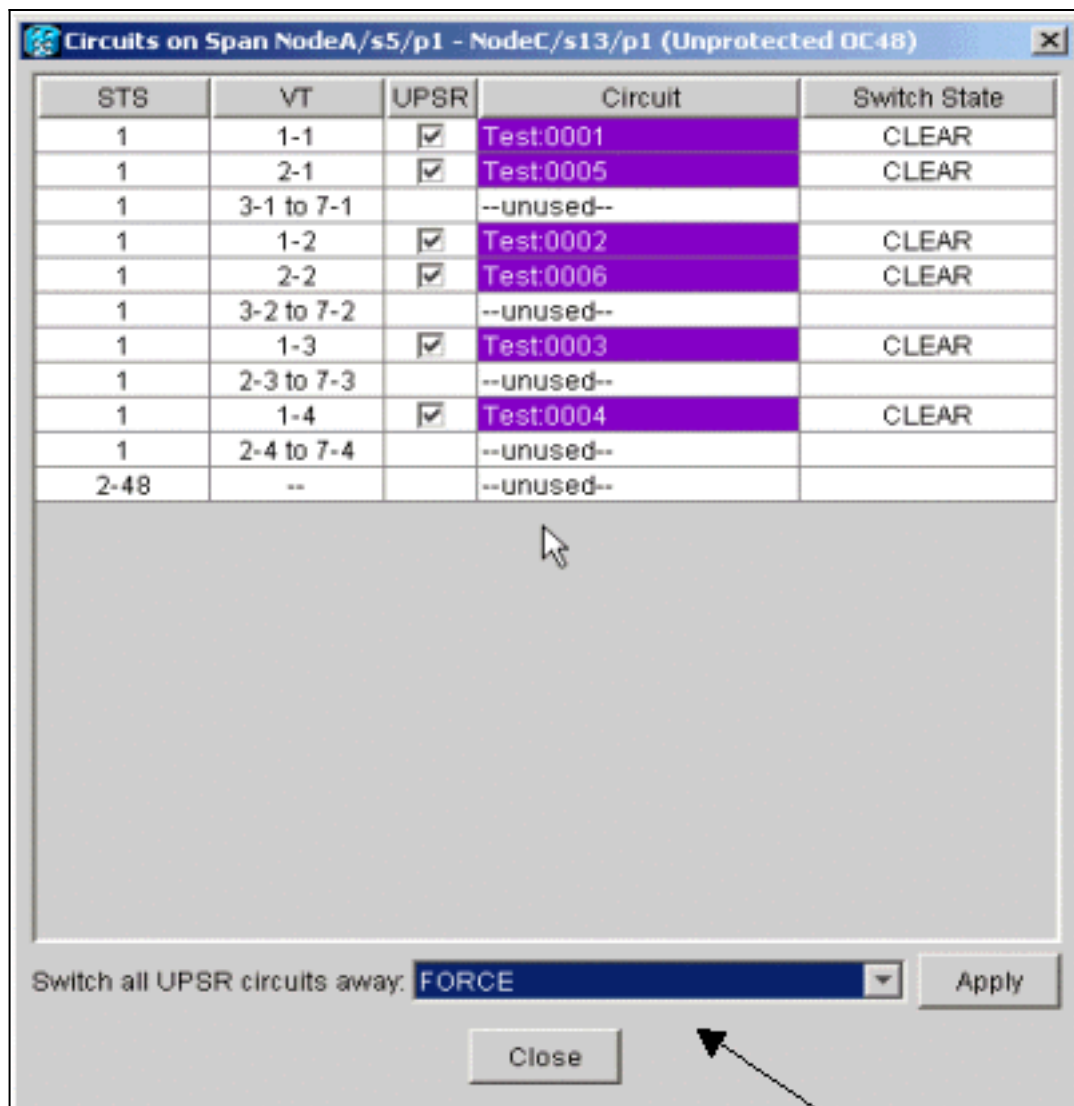 Circuits on Span NodeA/s5/p1 - NodeC/s13/p1 (Unprotected OC48)
STS VT UPSR Circuit Switch State
1 1-1 Test:0001 CLEAR
1 2-1 Test:0005 CLEAR
1 3-1 to 7-1 --unused--
1 1-2 Test:0002 CLEAR
1 2-2 Test:0006 CLEAR
1 3-2 to 7-2 --unused--
1 1-3 Test:0003 CLEAR
1 2-3 to 7-3 --unused--
1 1-4 Test:0004 CLEAR
1 2-4 to 7-4 --unused--
2-48 -- --unused--
Switch all UPSR circuits away: FORCE Apply
Close